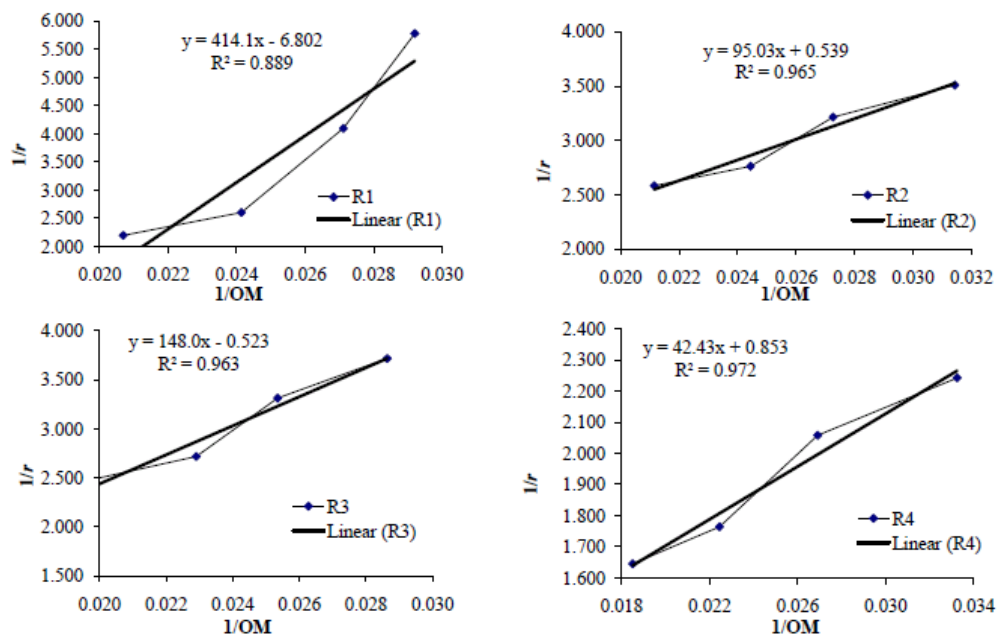 6.000
5.500
5.000
4.500
4.000
3.500
3.000
2.500
2.000
1/r
y = 414.1x - 6.802
R² = 0.889
R1
Linear (R1)
0.020 0.022 0.024 0.026 0.028 0.030
1/OM
4.000
3.500
3.000
2.500
2.000
1/r
y = 95.03x + 0.539
R² = 0.965
R2
Linear (R2)
0.020 0.022 0.024 0.026 0.028 0.030 0.032
1/OM
4.000
3.500
3.000
2.500
2.000
1.500
1/r
y = 148.0x - 0.523
R² = 0.963
R3
Linear (R3)
0.020 0.022 0.024 0.026 0.028 0.030
1/OM
2.400
2.300
2.200
2.100
2.000
1.900
1.800
1.700
1.600
1/r
y = 42.43x + 0.853
R² = 0.972
R4
Linear (R4)
0.018 0.022 0.026 0.030 0.034
1/OM